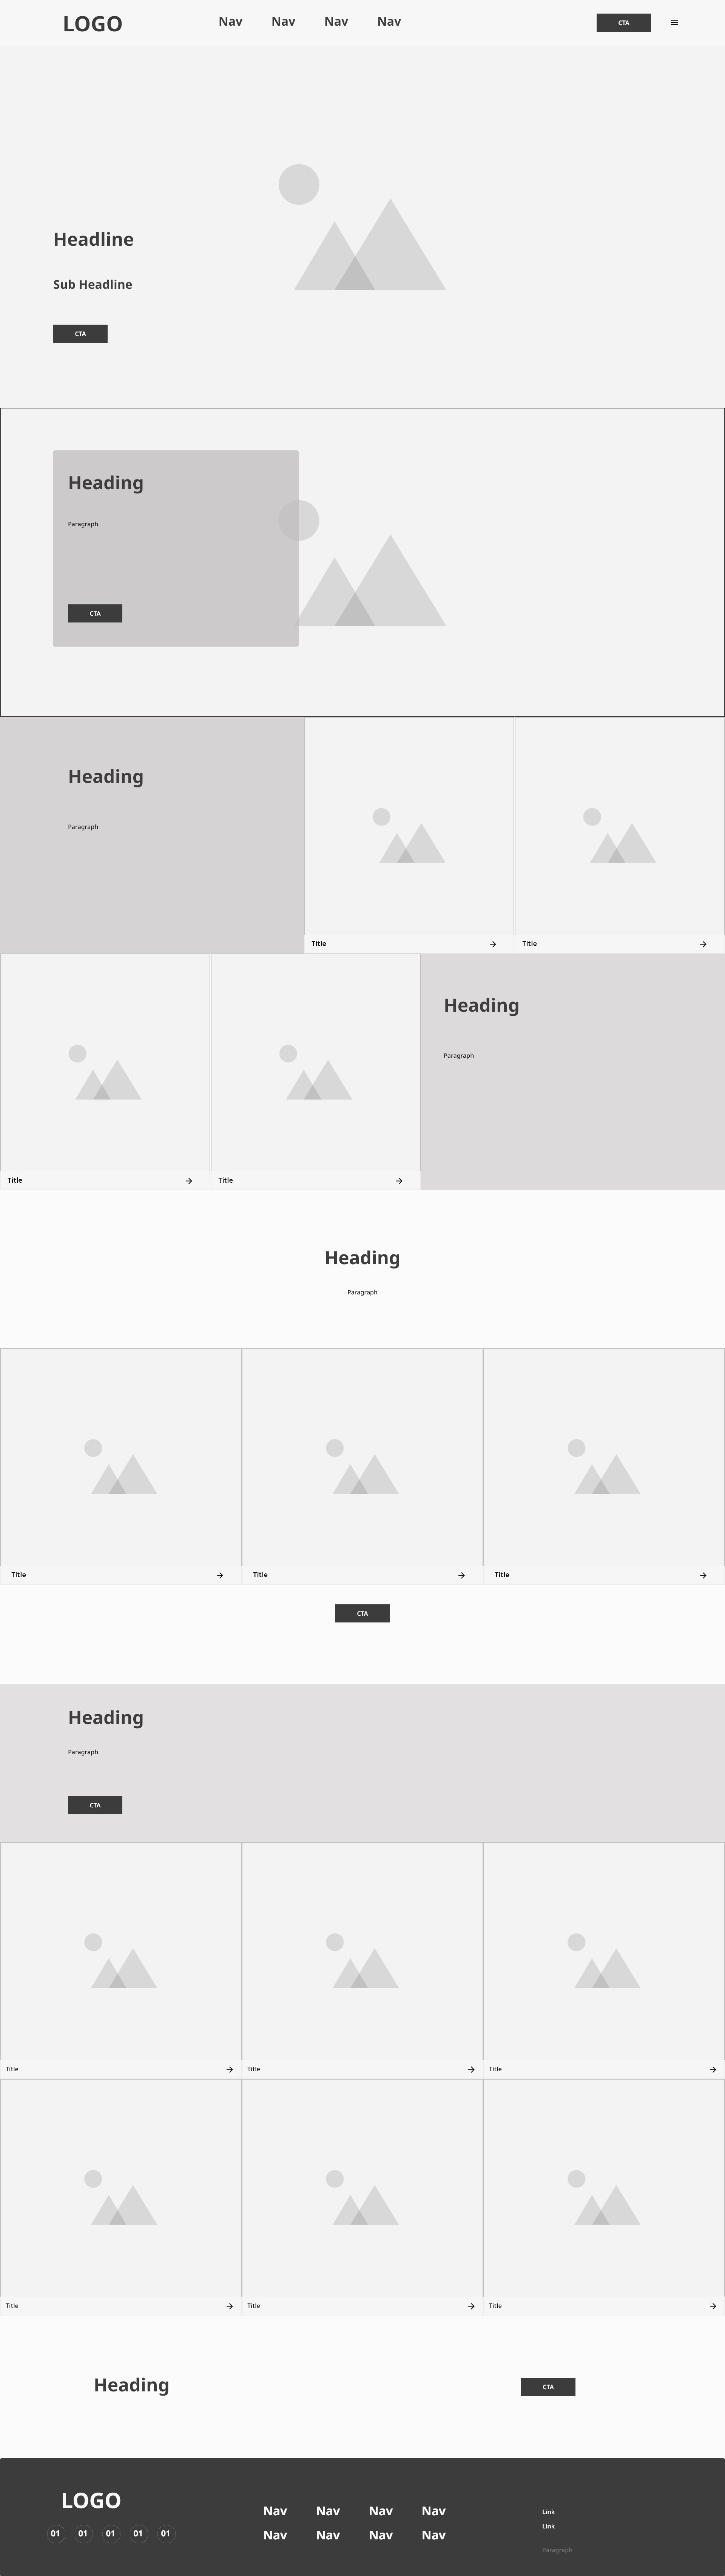 LOGO Nav Nav Nav Nav CTA
Headline
Sub Headline
CTA
Heading
Paragraph
CTA
Heading
Paragraph
Title Title
Heading
Paragraph
Title Title
Heading
Paragraph
Title Title Title
CTA
Heading
Paragraph
CTA
Title Title Title
Title Title Title
Heading CTA
LOGO
01 01 01 01 01
Nav Nav Nav Nav
Nav Nav Nav Nav
Link
Link
Paragraph